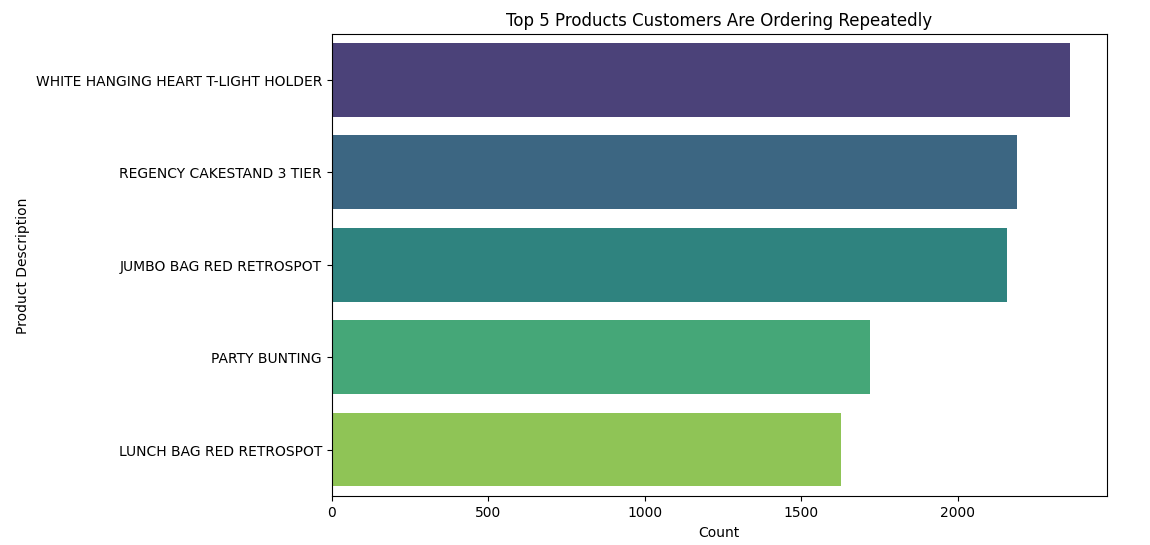 Top 5 Products Customers Are Ordering Repeatedly
Product Description
WHITE HANGING HEART T-LIGHT HOLDER
REGENCY CAKESTAND 3 TIER
JUMBO BAG RED RETROSPOT
PARTY BUNTING
LUNCH BAG RED RETROSPOT
0 500 1000 1500 2000
Count